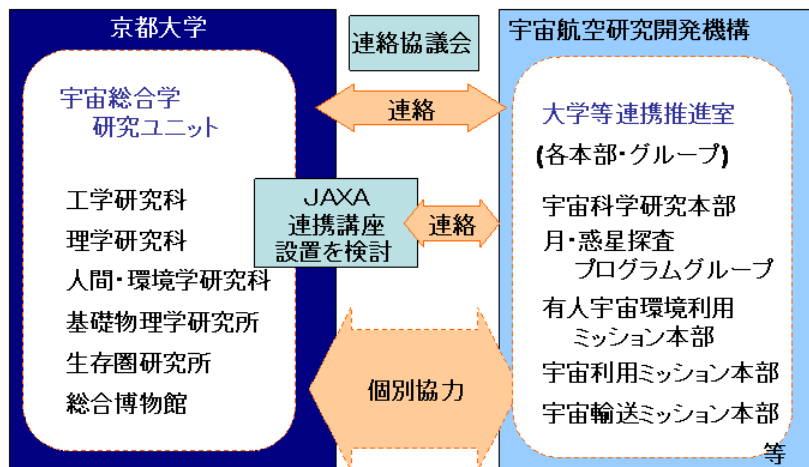 京都大学
宇宙総合学
研究ユニット
工学研究科
理学研究科
人間・環境学研究科
基礎物理学研究所
生存圏研究所
総合博物館
連絡協議会
連絡
JAXA
連携講座
設置を検討
連絡
個別協力
宇宙航空研究開発機構
大学等連携推進室
(各本部・グループ)
宇宙科学研究本部
月・惑星探査
プログラムグループ
有人宇宙環境利用
ミッション本部
宇宙利用ミッション本部
宇宙輸送ミッション本部
等